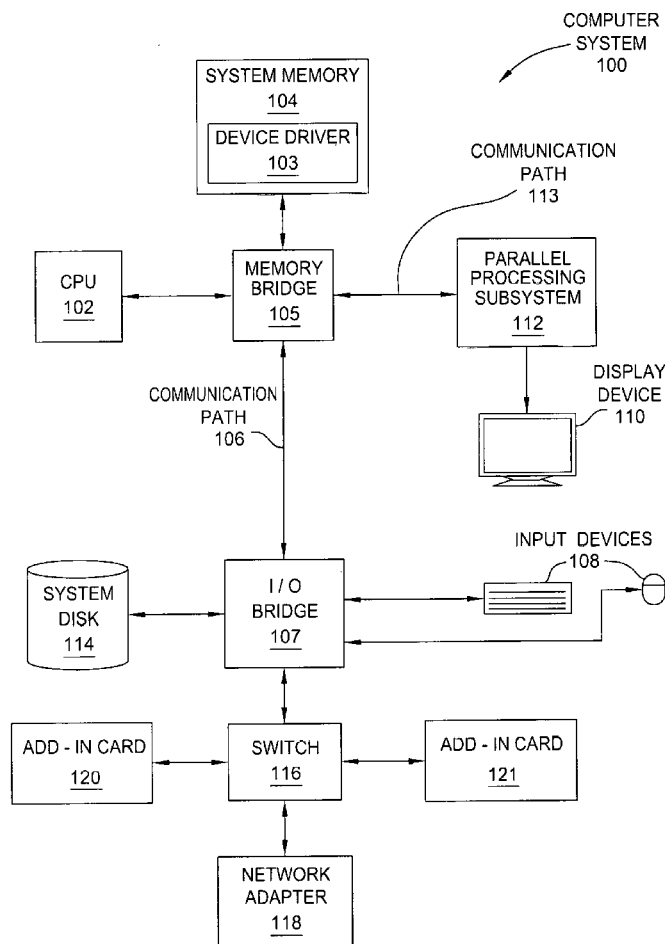 COMPUTER
SYSTEM
100
SYSTEM MEMORY
104
DEVICE DRIVER
103
COMMUNICATION
PATH
113
CPU
102
MEMORY
BRIDGE
105
PARALLEL
PROCESSING
SUBSYSTEM
112
COMMUNICATION
PATH
106
DISPLAY
DEVICE
110
SYSTEM
DISK
114
I / O
BRIDGE
107
INPUT DEVICES
108
ADD - IN CARD
120
SWITCH
116
ADD - IN CARD
121
NETWORK
ADAPTER
118